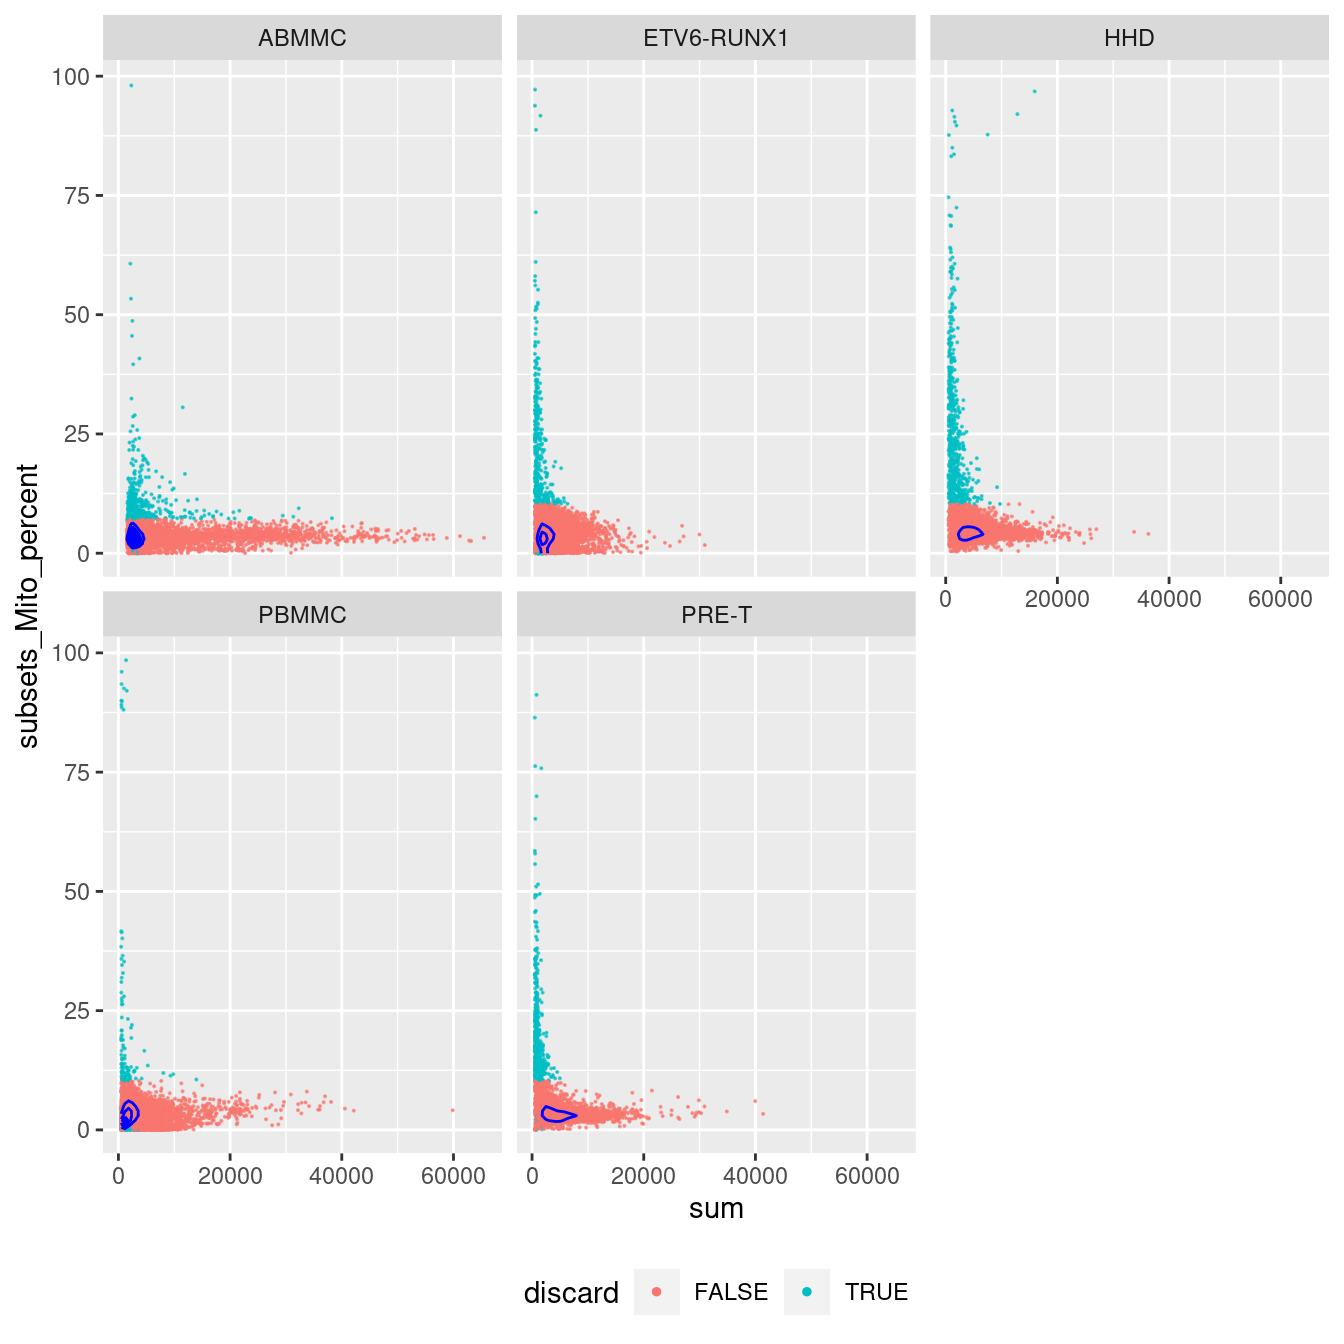 ABMMC ETV6-RUNX1 HHD
100
75
50
25
0
0 20000 40000 60000
PBMMC PRE-T
100
75
50
25
0
0 20000 40000 60000 0 20000 40000 60000
subsets_Mito_percent
sum
discard FALSE TRUE